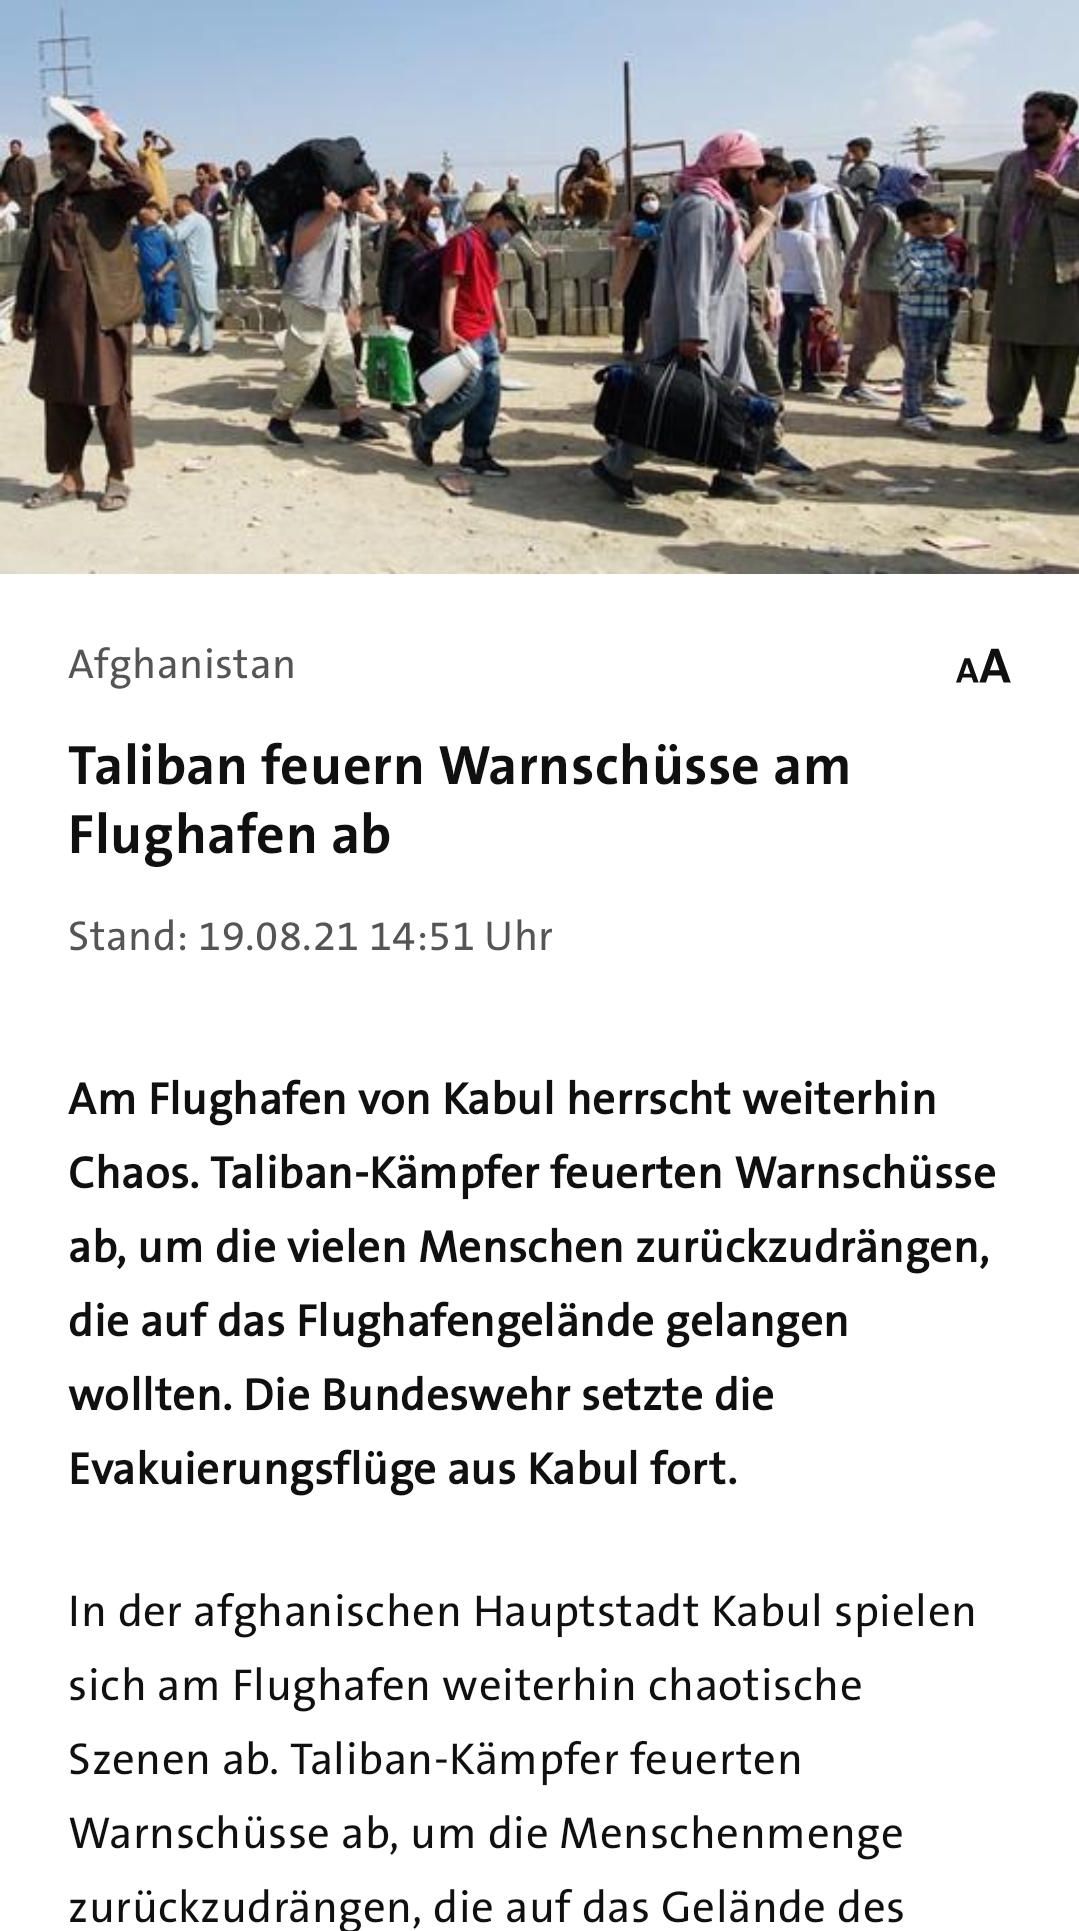 Afghanistan
AA
Taliban feuern Warnschüsse am
Flughafen ab
Stand: 19.08.21 14:51 Uhr
Am Flughafen von Kabul herrscht weiterhin
Chaos. Taliban-Kämpfer feuerten Warnschüsse
ab, um die vielen Menschen zurückzudrängen,
die auf das Flughafengelände gelangen
wollten. Die Bundeswehr setzte die
Evakuierungsflüge aus Kabul fort.
In der afghanischen Hauptstadt Kabul spielen
sich am Flughafen weiterhin chaotische
Szenen ab. Taliban-Kämpfer feuerten
Warnschüsse ab, um die Menschenmenge
zurückzudrängen, die auf das Gelände des